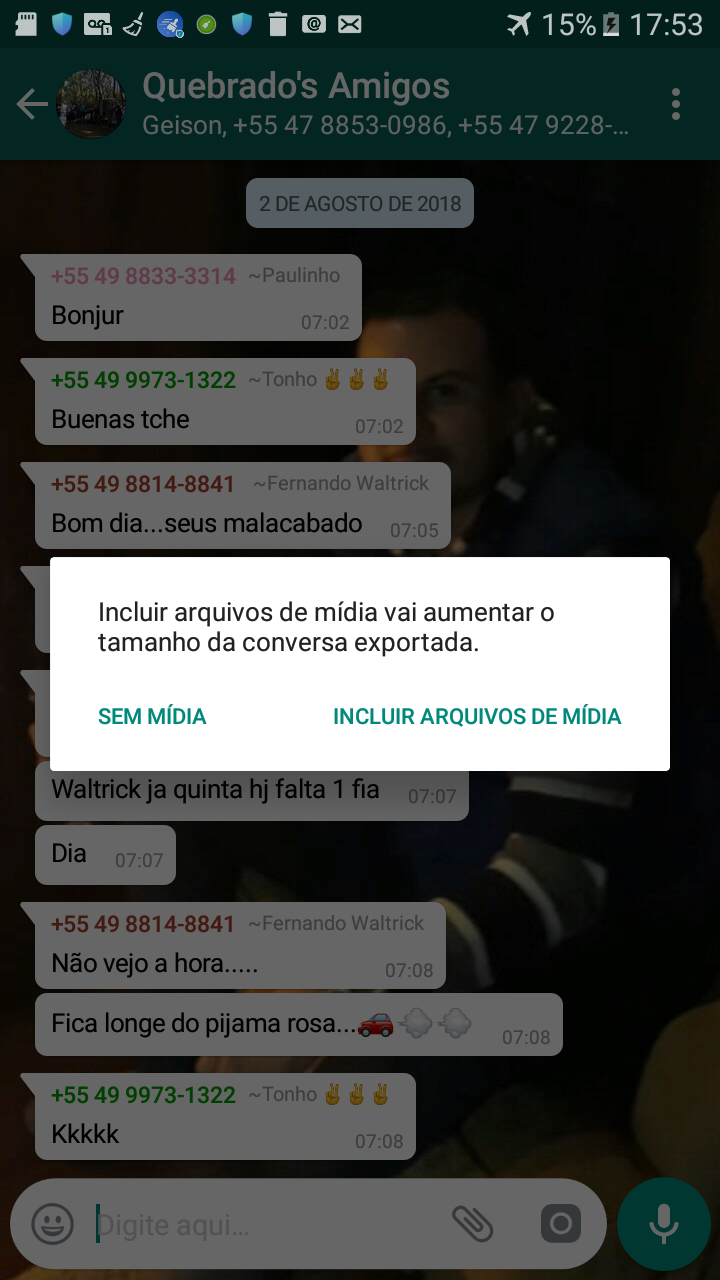 15% 17:53
Quebrado's Amigos
Geison, +55 47 8853-0986, +55 47 9228-...
2 DE AGOSTO DE 2018
+55 49 8833-3314 ~Paulinho
Bonjur 07:02
+55 49 9973-1322 ~Tonho ✌✌✌
Buenas tche 07:02
+55 49 8814-8841 ~Fernando Waltrick
Bom dia...seus malacabado 07:05
Incluir arquivos de mídia vai aumentar o
tamanho da conversa exportada.
SEM MÍDIA INCLUIR ARQUIVOS DE MÍDIA
Waltrick ja quinta hj falta 1 fia 07:07
Dia 07:07
+55 49 8814-8841 ~Fernando Waltrick
Não vejo a hora..... 07:08
Fica longe do pijama rosa...🚗💨💨 07:08
+55 49 9973-1322 ~Tonho ✌✌✌
Kkkkk 07:08
Digite aqui...